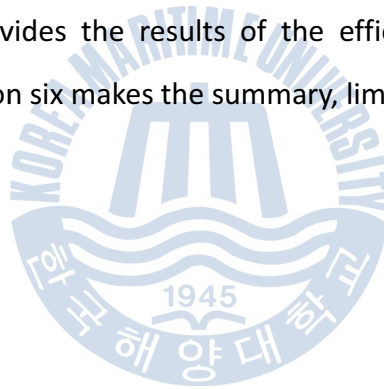 vides the results of the effic
on six makes the summary, lim
KOREA MARITIME UNIVERSITY
1945
한국해양대학교